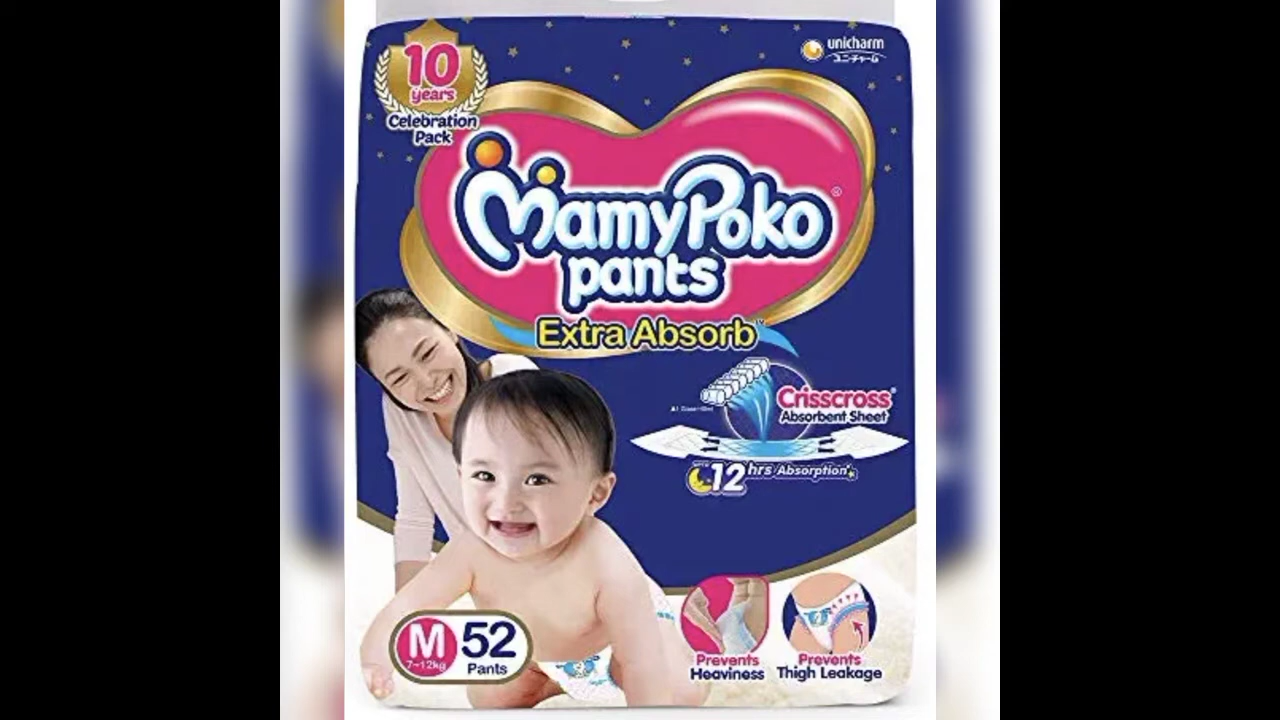 10
years
Celebration
Pack
unicharm
ユニ・チャーム
MamyPoko
pants
Extra Absorb™
Crisscross
Absorbent Sheet
12 hrs Absorption
M
7-12kg
52
Pants
Prevents
Heaviness
Prevents
Thigh Leakage